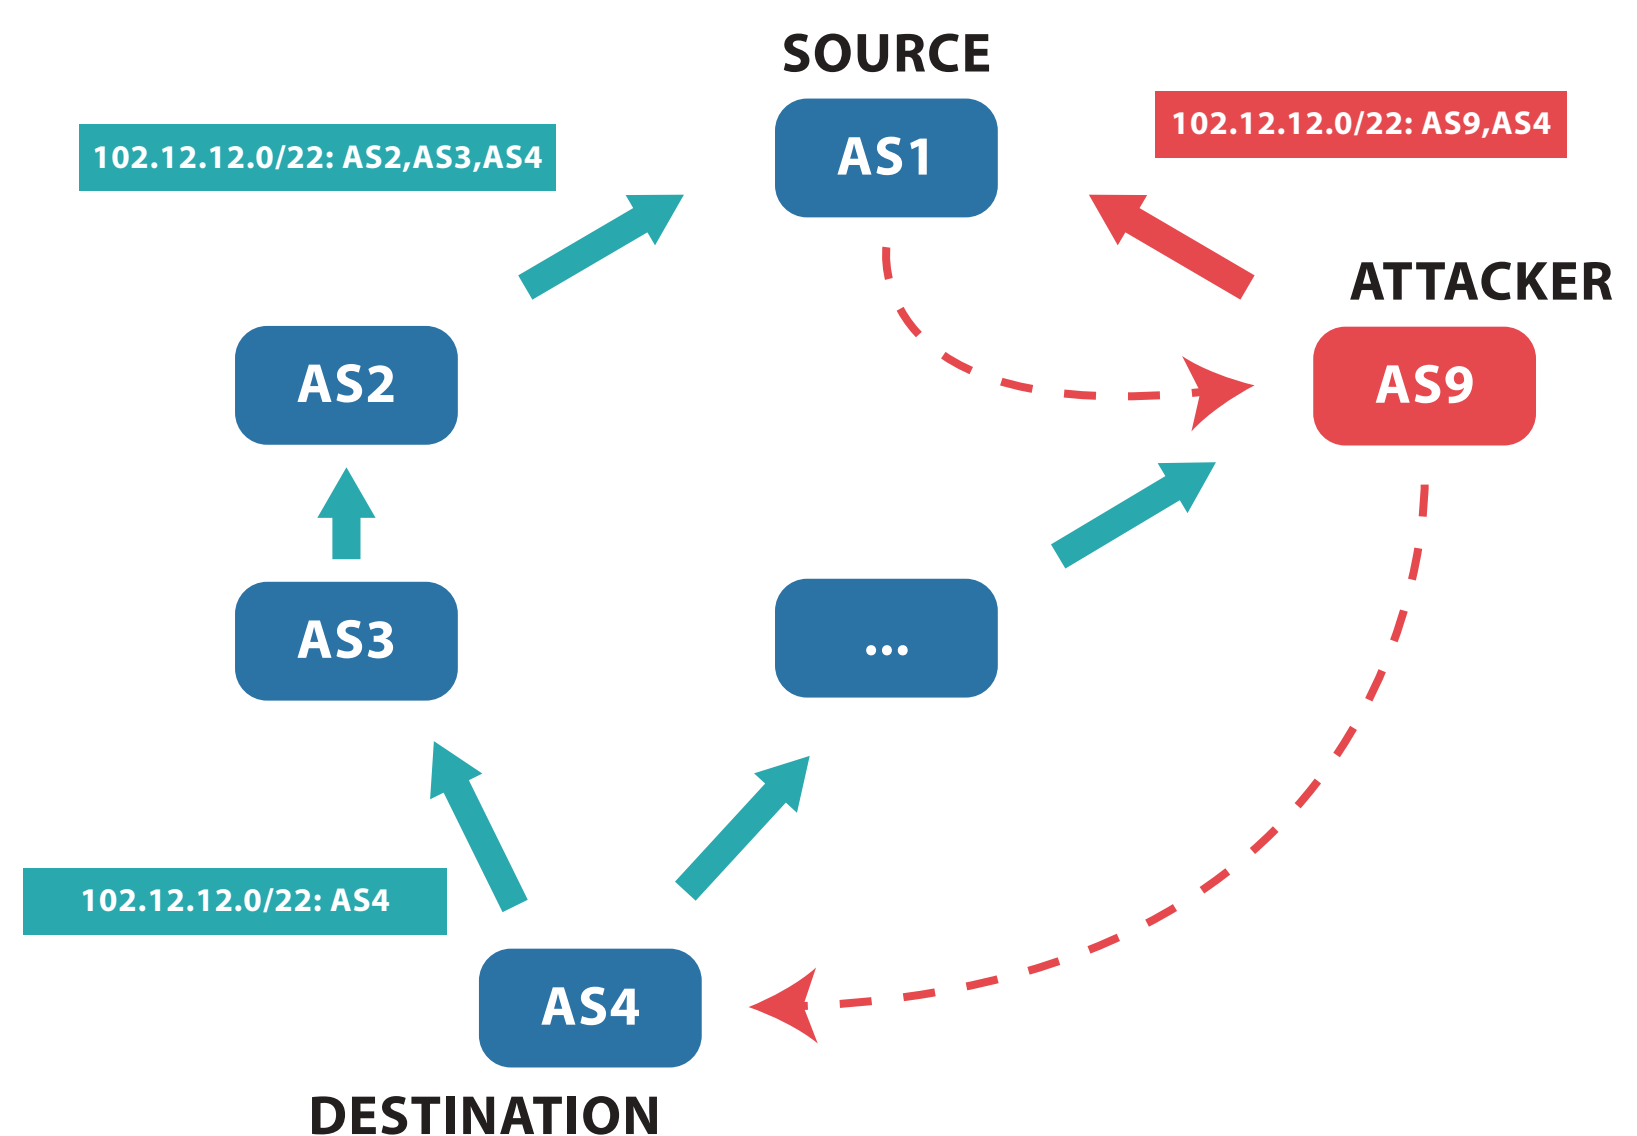 SOURCE
102.12.12.0/22: AS9,AS4
102.12.12.0/22: AS2,AS3,AS4
AS1
ATTACKER
AS2
AS9
AS3
...
102.12.12.0/22: AS4
AS4
DESTINATION